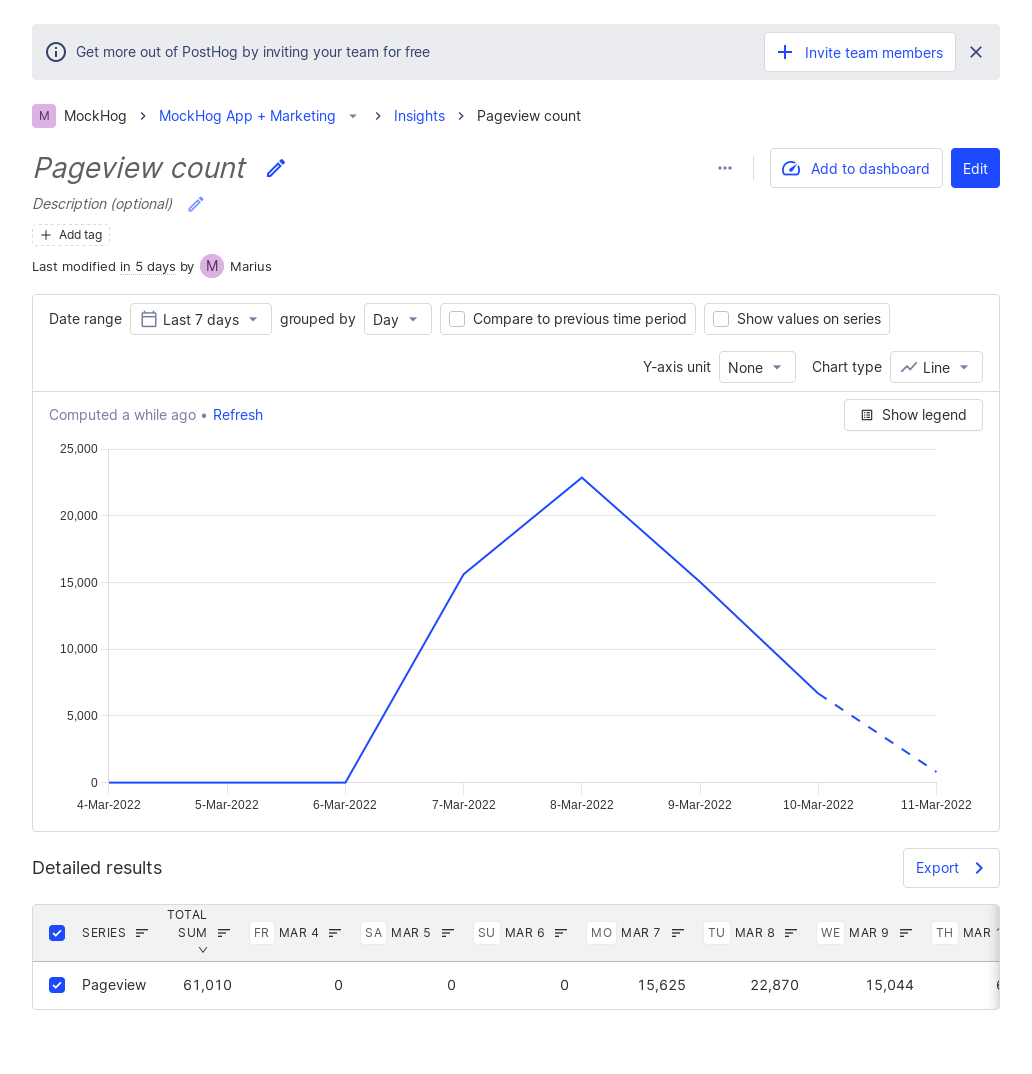 Get more out of PostHog by inviting your team for free
Invite team members
M MockHog MockHog App + Marketing Insights Pageview count
Pageview count
Add to dashboard Edit
Description (optional)
Add tag
Last modified in 5 days by M Marius
Date range Last 7 days grouped by Day Compare to previous time period Show values on series
Y-axis unit None Chart type Line
Computed a while ago • Refresh
Show legend
25,000
20,000
15,000
10,000
5,000
0
4-Mar-2022 5-Mar-2022 6-Mar-2022 7-Mar-2022 8-Mar-2022 9-Mar-2022 10-Mar-2022 11-Mar-2022
Detailed results
Export
SERIES TOTAL SUM FR MAR 4 SA MAR 5 SU MAR 6 MO MAR 7 TU MAR 8 WE MAR 9 TH MAR
Pageview 61,010 0 0 0 15,625 22,870 15,044